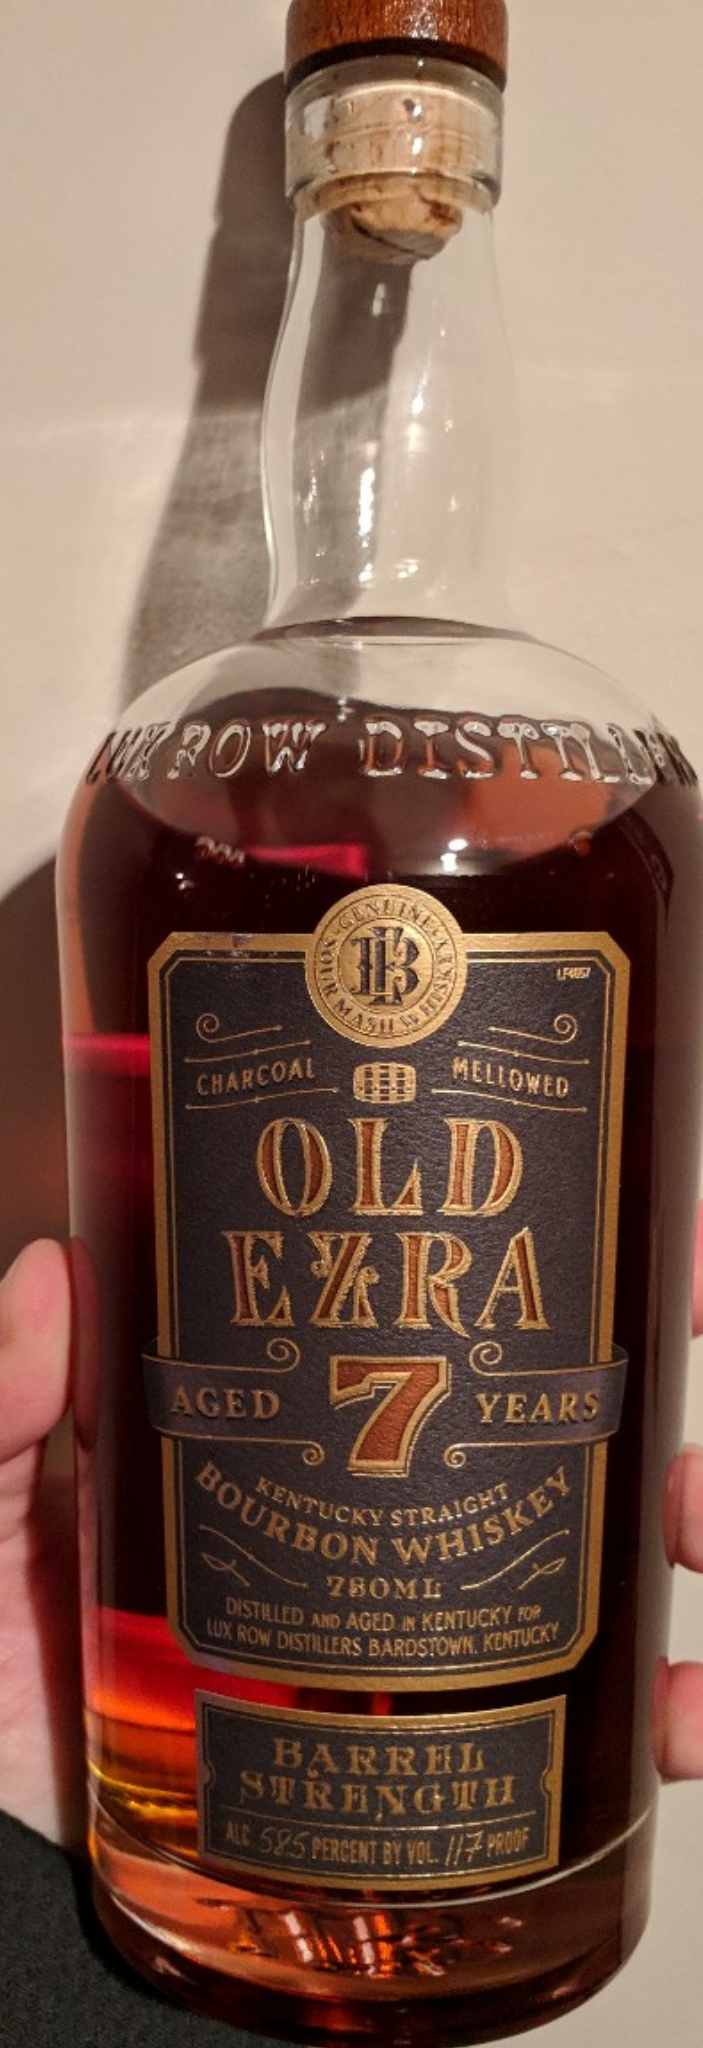 LUX ROW DISTILLERS
GENUINE
SOUR MASH WHISKEY
EB
LF4657
CHARCOAL MELLOWED
OLD
EZRA
AGED 7 YEARS
KENTUCKY STRAIGHT
BOURBON WHISKEY
750ML
DISTILLED AND AGED IN KENTUCKY FOR
LUX ROW DISTILLERS BARDSTOWN, KENTUCKY
BARREL
STRENGTH
ALC 58.5 PERCENT BY VOL. 117 PROOF